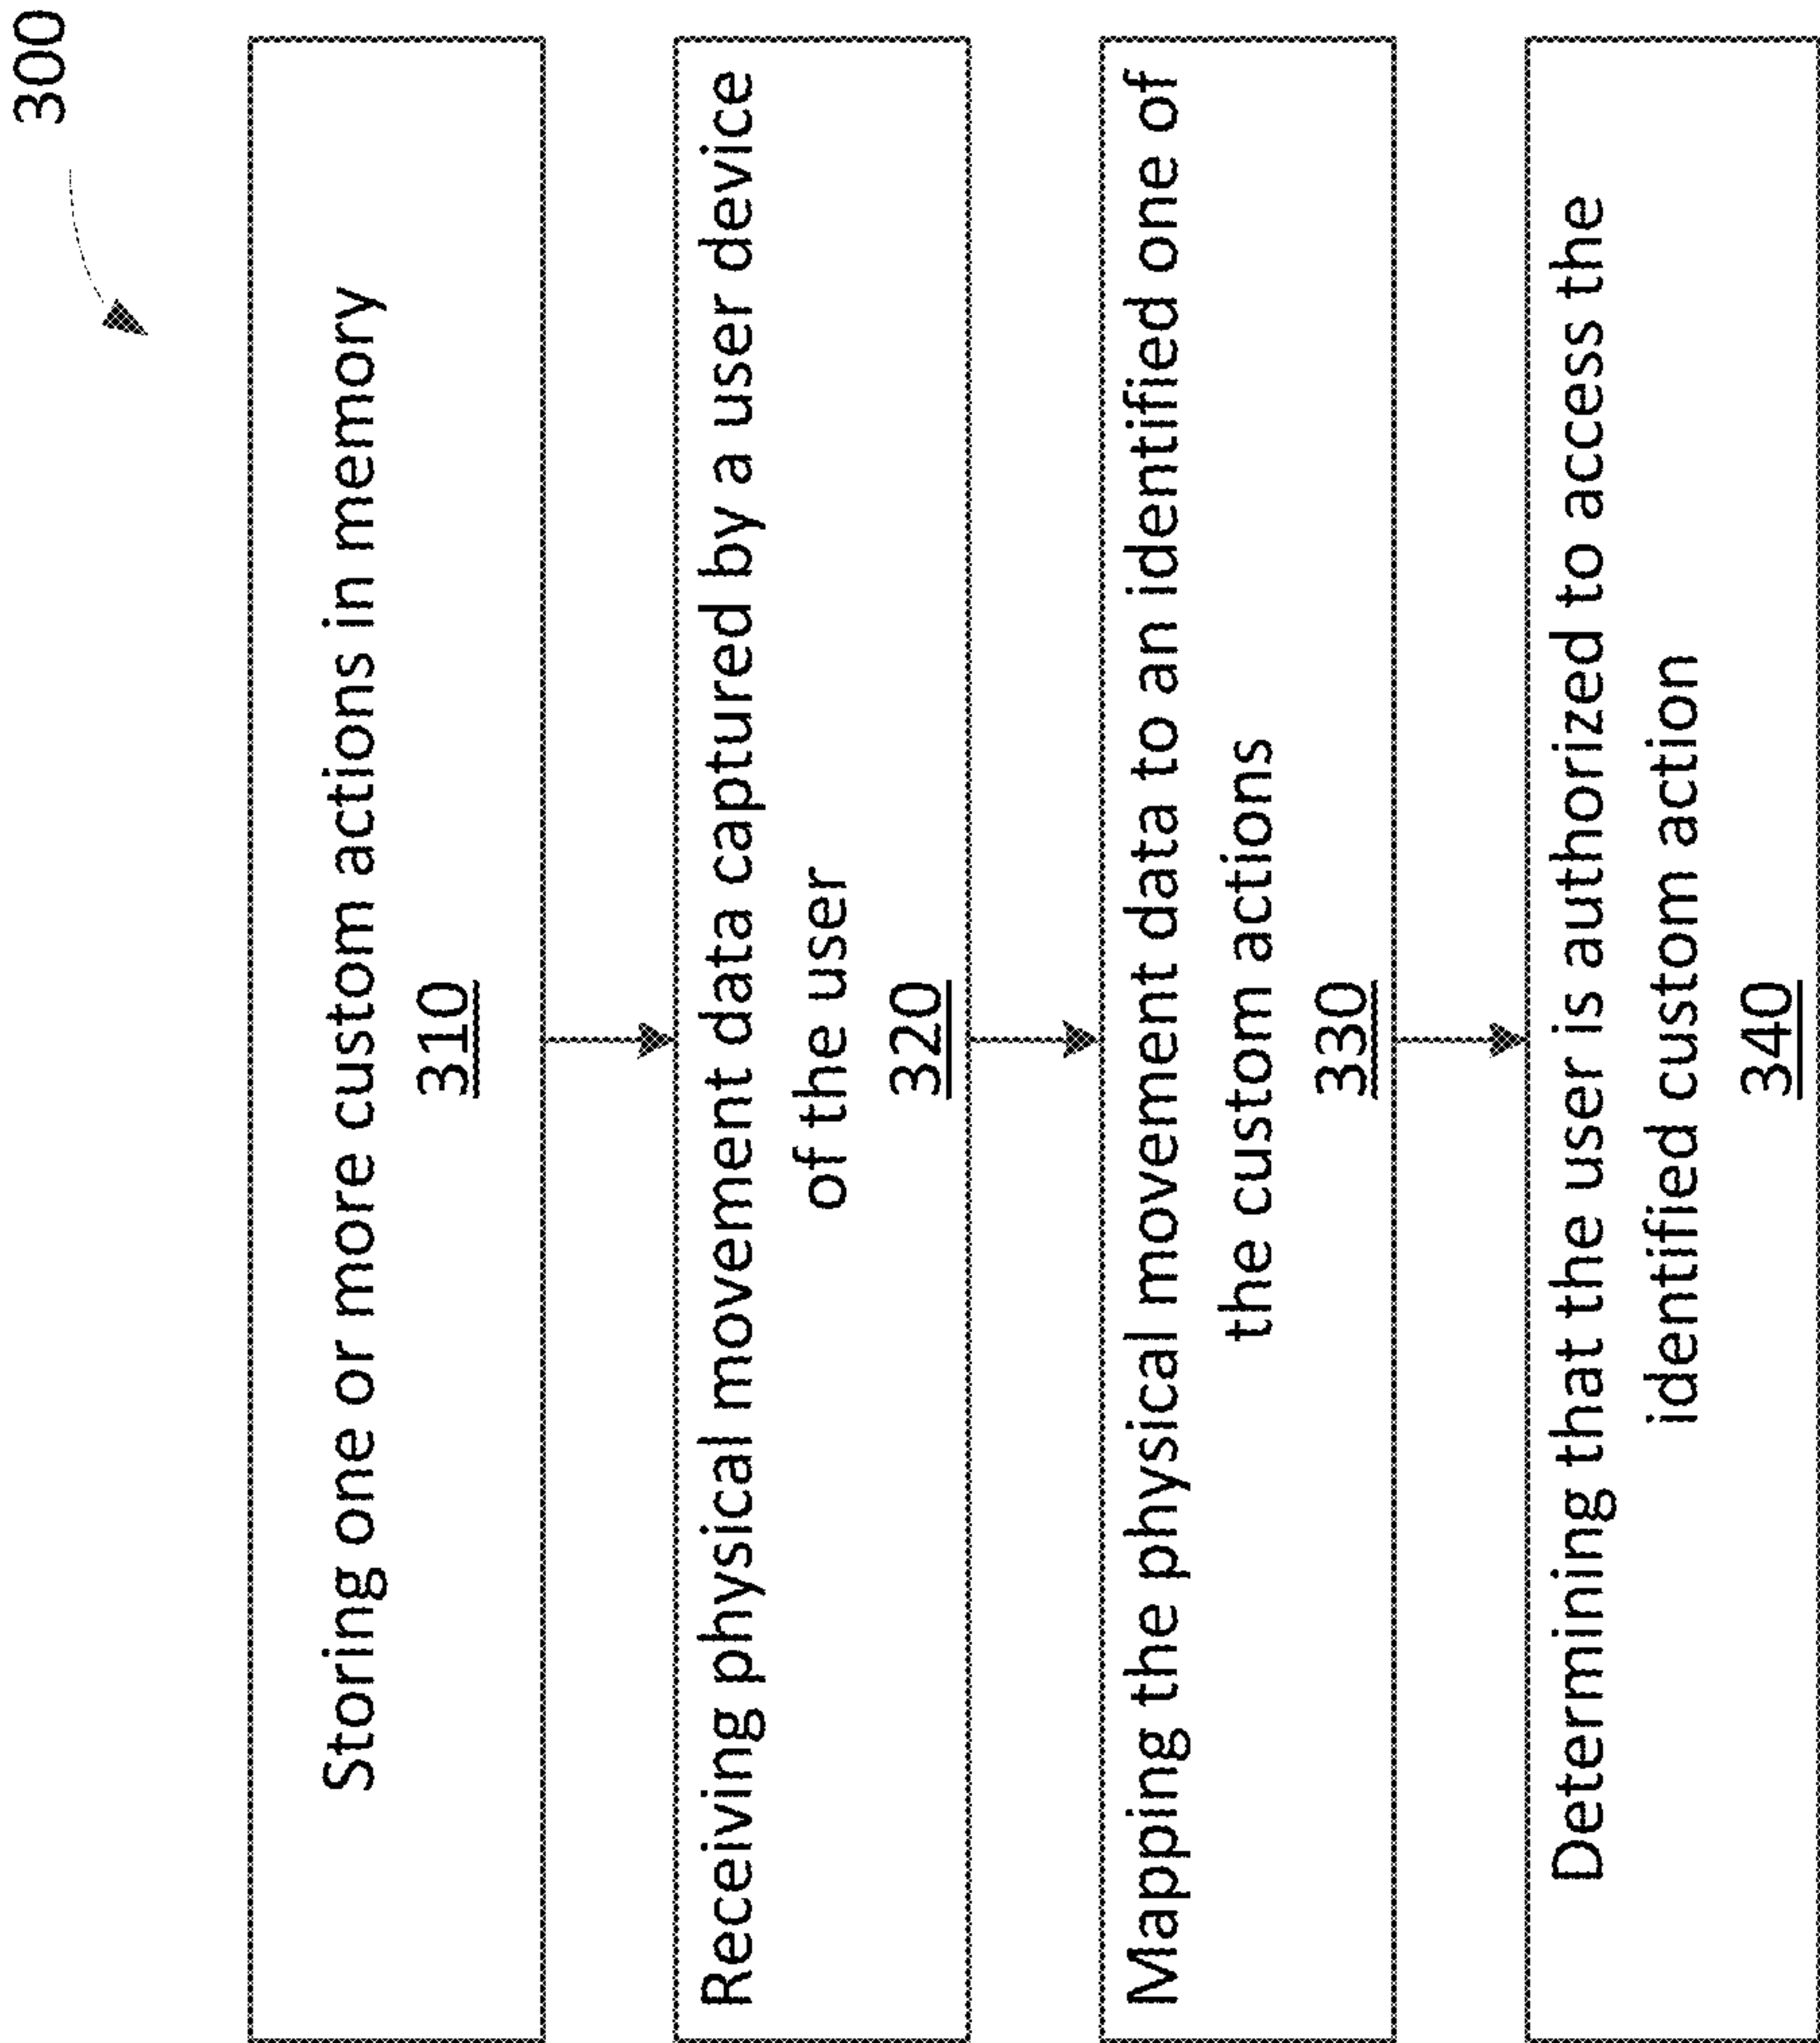 300
Storing one or more custom actions in memory
310
Receiving physical movement data captured by a user device
of the user
320
Mapping the physical movement data to an identified one of
the custom actions
330
Determining that the user is authorized to access the
identified custom action
340